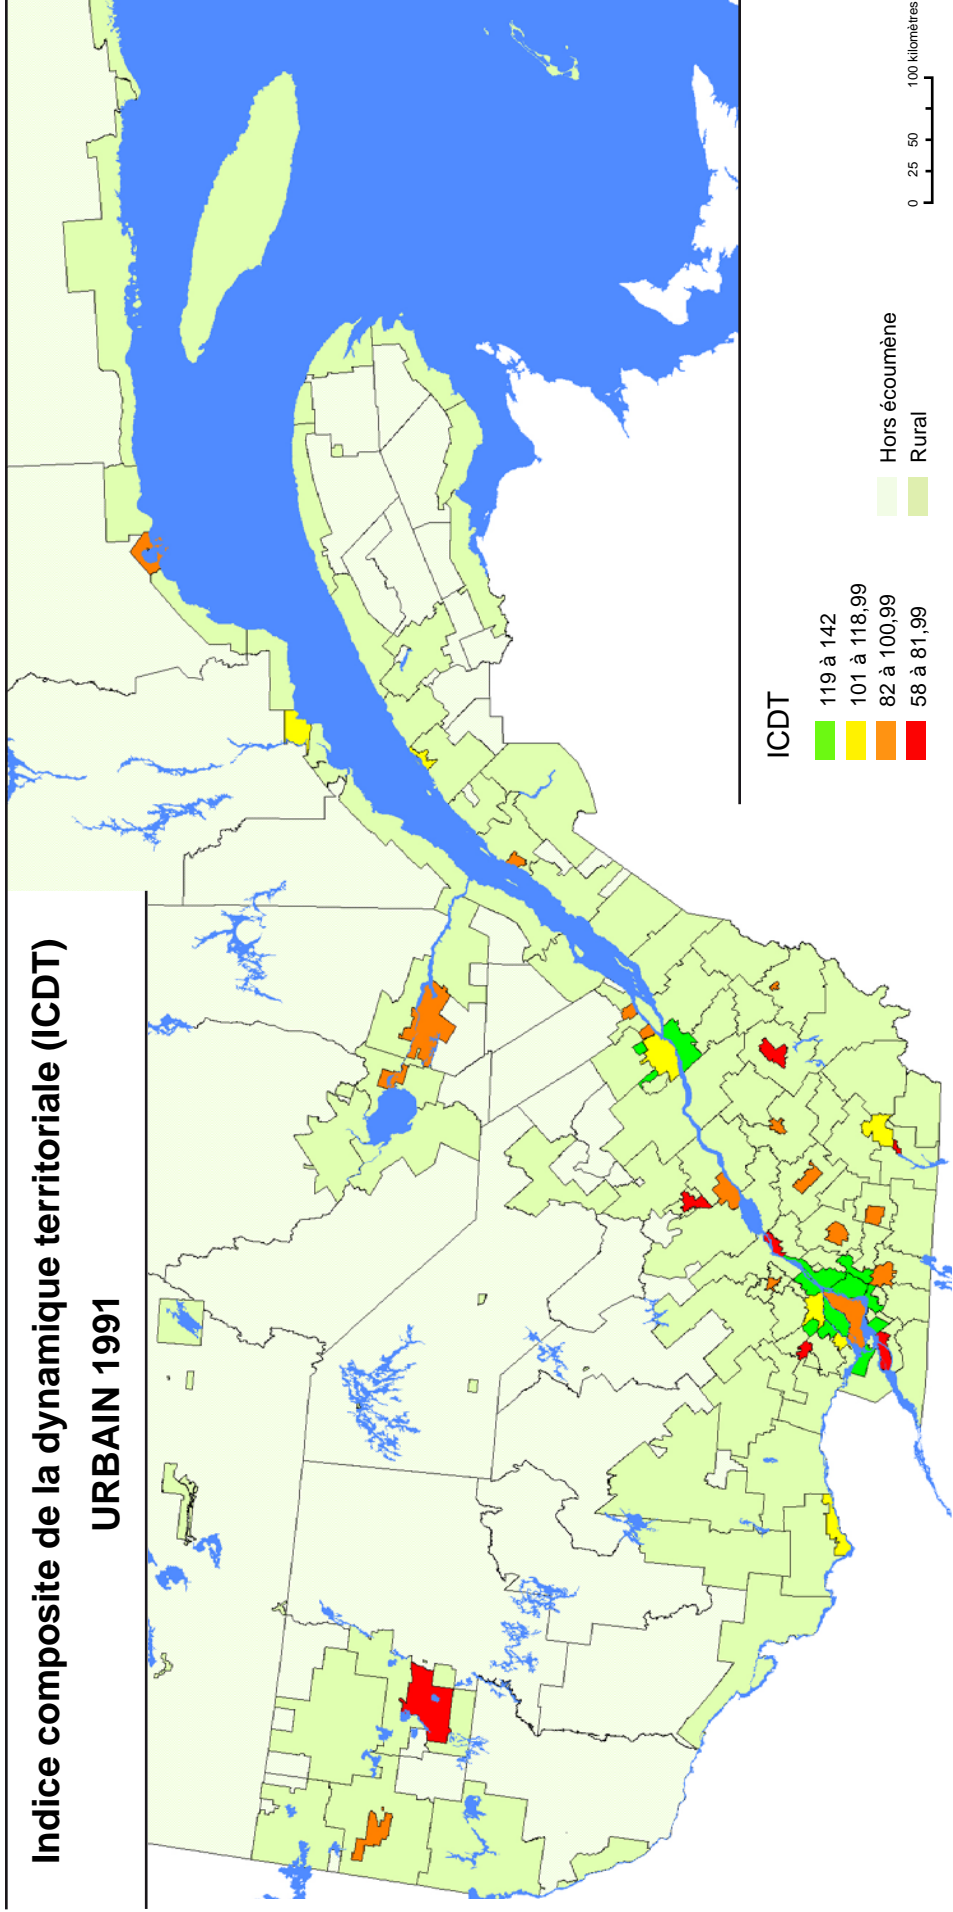 Indice composite de la dynamique territoriale (ICDT)
URBAIN 1991
ICDT
119 à 142
101 à 118,99
82 à 100,99
58 à 81,99
Hors écoumène
Rural
0 25 50 100 kilomètres